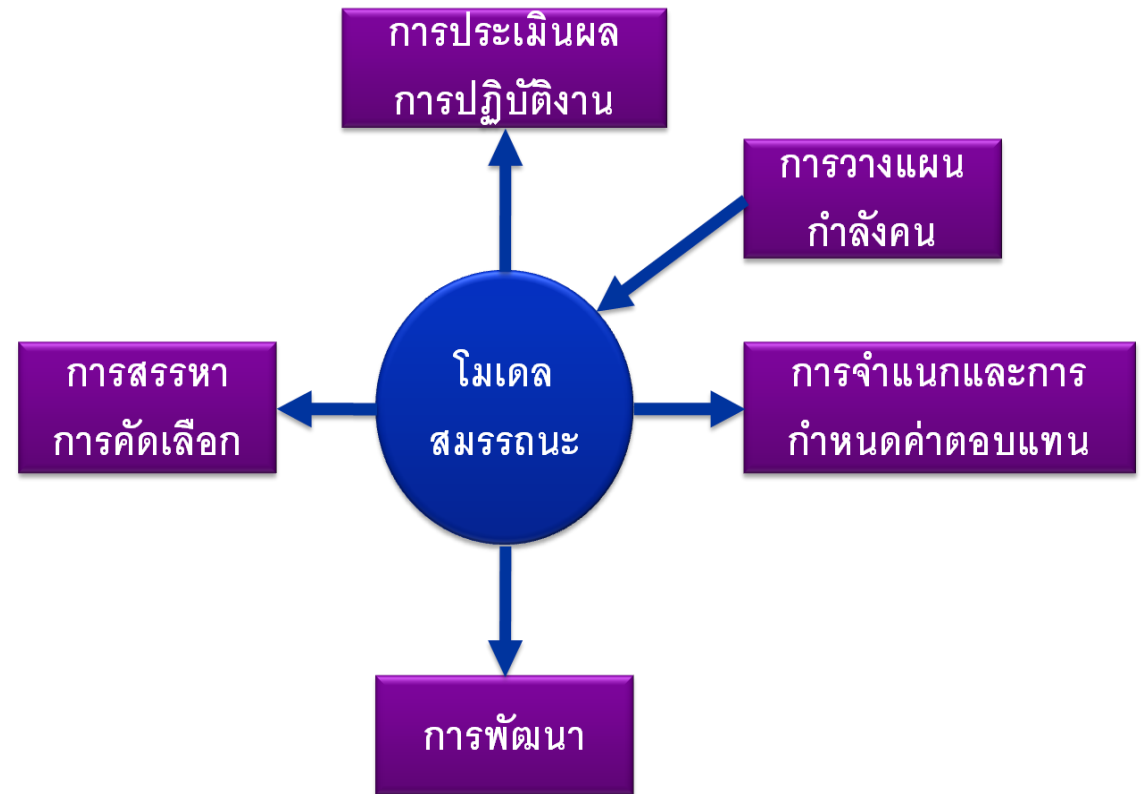 การประเมินผล
การปฏิบัติงาน
การวางแผน
กำลังคน
การสรรหา
การคัดเลือก
โมเดล
สมรรถนะ
การจำแนกและการ
กำหนดค่าตอบแทน
การพัฒนา